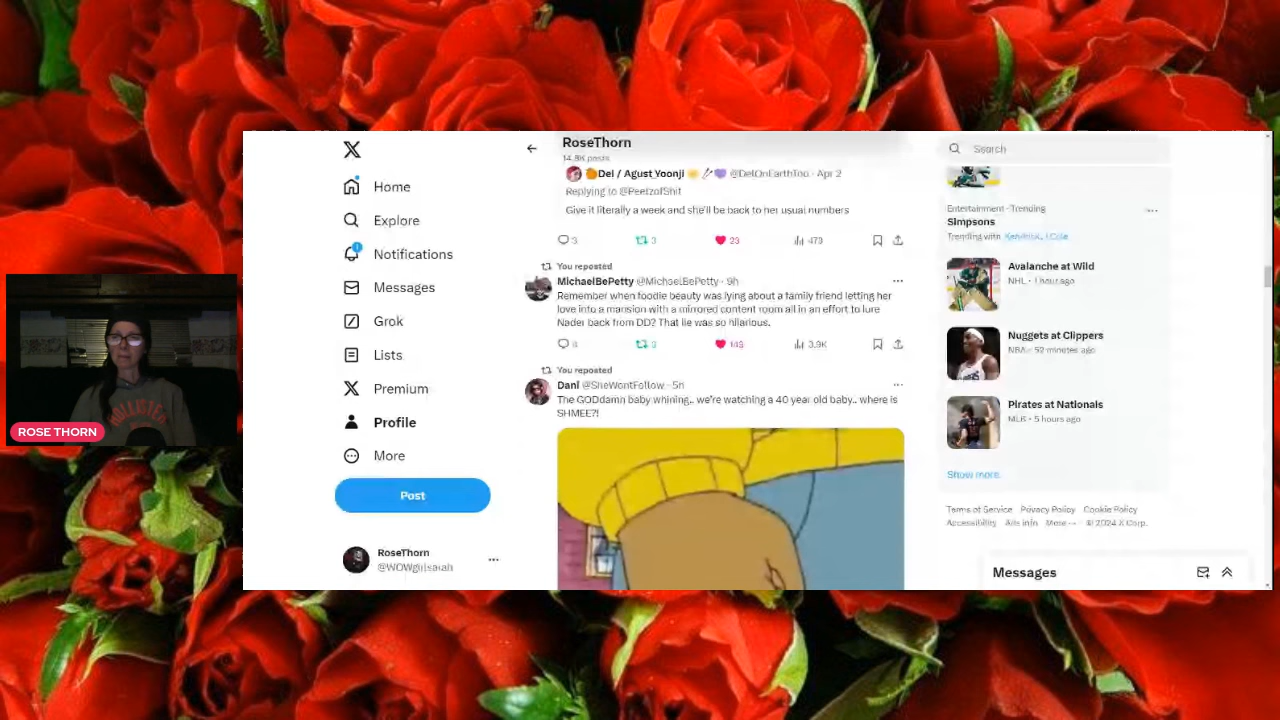 RoseThorn
14.8K posts
Search
Home
Explore
Notifications
1
Messages
Grok
Lists
Premium
Profile
More
Post
RoseThorn
@WOWgirlsarah
Del / Agust Yoonji @DelOnEarthToo · Apr 2
Replying to @PeetzofShit
Give it literally a week and she'll be back to her usual numbers
3 3 23 473
You reposted
MichaelBePetty @MichaelBePetty · 9h
Remember when foodie beauty was lying about a family friend letting her
love into a mansion with a mirrored content room all in an effort to lure
Nader back from DD? That lie was so hilarious.
3.9K
You reposted
Dani @SheWontFollow · 5h
The GODdamn baby whining.. we're watching a 40 year old baby.. where is
SHMEE?!
Entertainment · Trending
Simpsons
Trending with Kendrick, J Cole
Avalanche at Wild
NHL · 1 hour ago
Nuggets at Clippers
NBA · 52 minutes ago
Pirates at Nationals
MLB · 5 hours ago
Show more
Terms of Service Privacy Policy Cookie Policy
Accessibility Ads info More ··· © 2024 X Corp.
Messages
HOLLISTER
ROSE THORN